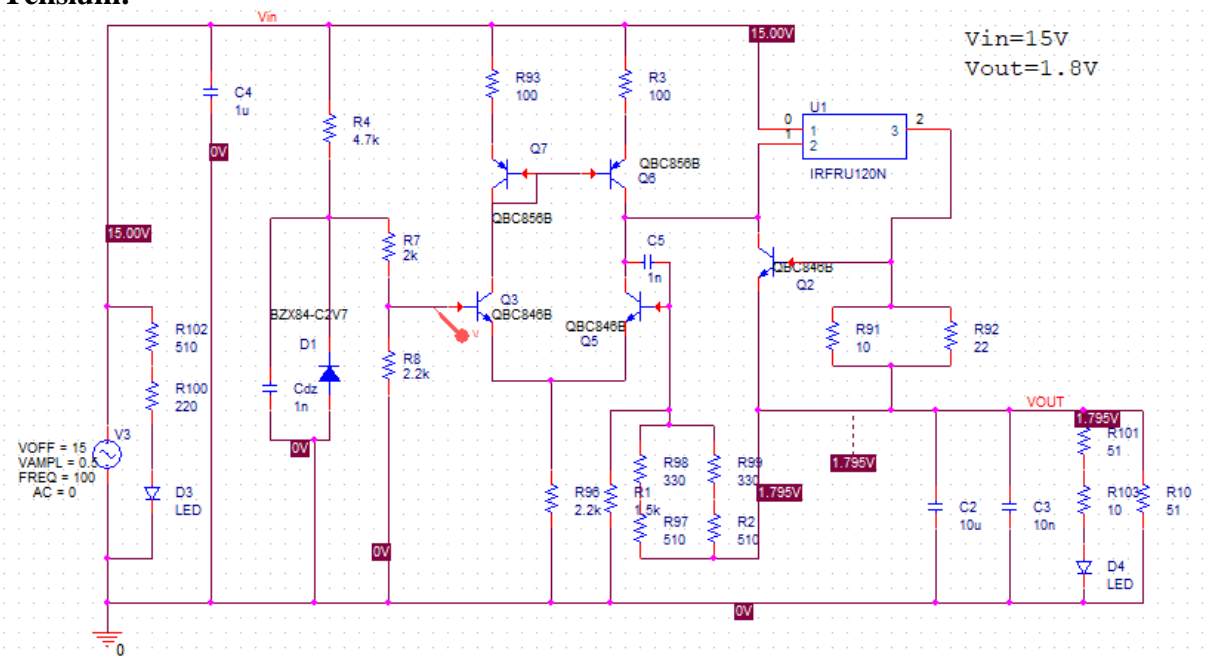 Tensiuni:
Vin
15.00V
Vin=15V
Vout=1.8V
C4
1u
R4
4.7k
R93
100
R3
100
U1
0
1
1
2
3
2
IRFRU120N
0V
Q7
QBC856B
QBC856B
Q6
15.00V
R7
2k
C5
1n
QBC846B
Q2
BZX84-C2V7
D1
Q3
QBC846B
QBC846B
Q5
V
R102
510
R91
10
R92
22
R100
220
Cdz
1n
R8
2.2k
VOUT
1.795V
V3
VOFF = 15
VAMPL = 0.5
FREQ = 100
AC = 0
0V
1.795V
R101
51
D3
LED
R96
2.2k
R1
1.5k
R98
330
R99
330
1.795V
R97
510
R2
510
C2
10u
C3
10n
R103
10
R10
51
0V
D4
LED
0V
0